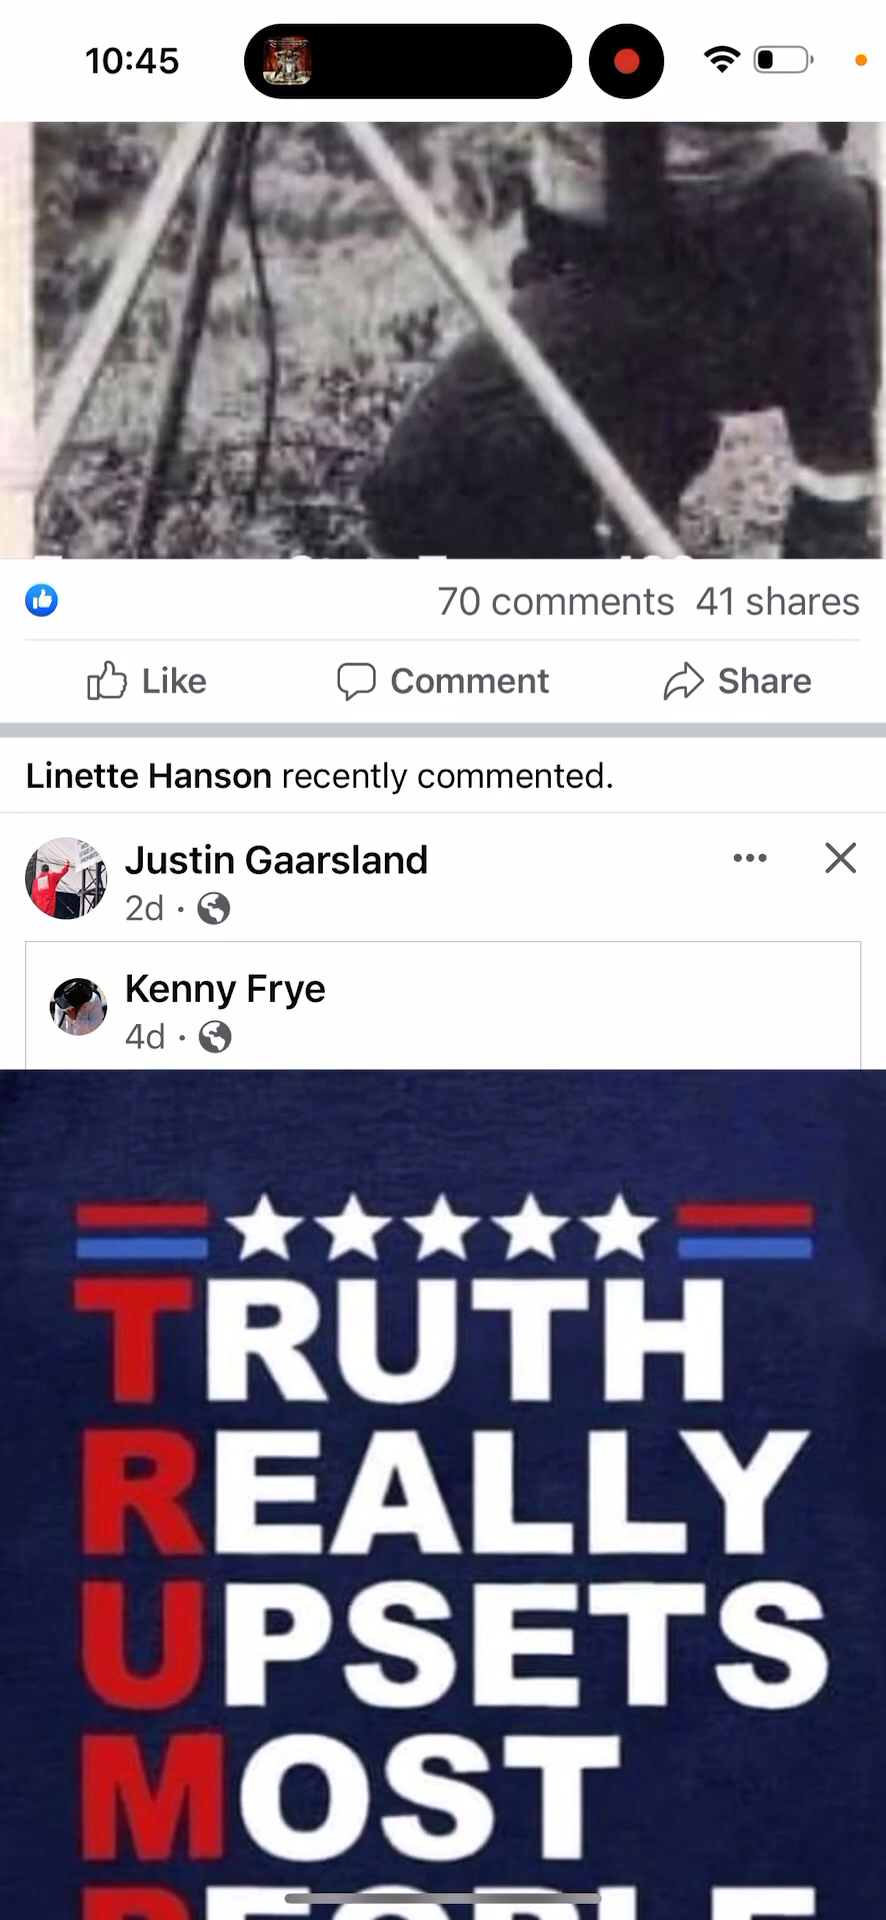 10:45
70 comments 41 shares
Like Comment Share
Linette Hanson recently commented.
Justin Gaarsland
2d
Kenny Frye
4d
TRUTH
REALLY
UPSETS
MOST
PEOPLE